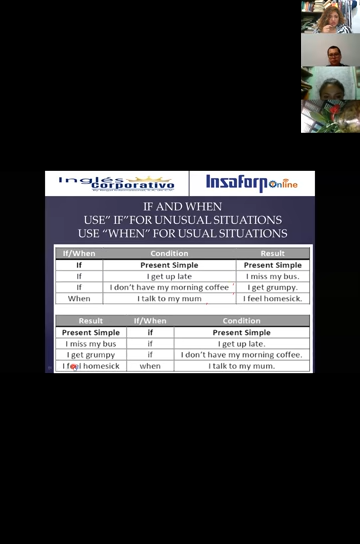 Inglés
Corporativo
Insaforp Online
IF AND WHEN
USE" IF"FOR UNUSUAL SITUATIONS
USE "WHEN" FOR USUAL SITUATIONS
If/When Condition Result
If Present Simple Present Simple
If I get up late I miss my bus.
If I don't have my morning coffee I get grumpy.
When I talk to my mum I feel homesick.
Result If/When Condition
Present Simple if Present Simple
I miss my bus if I get up late.
I get grumpy if I don't have my morning coffee.
I feel homesick when I talk to my mum.